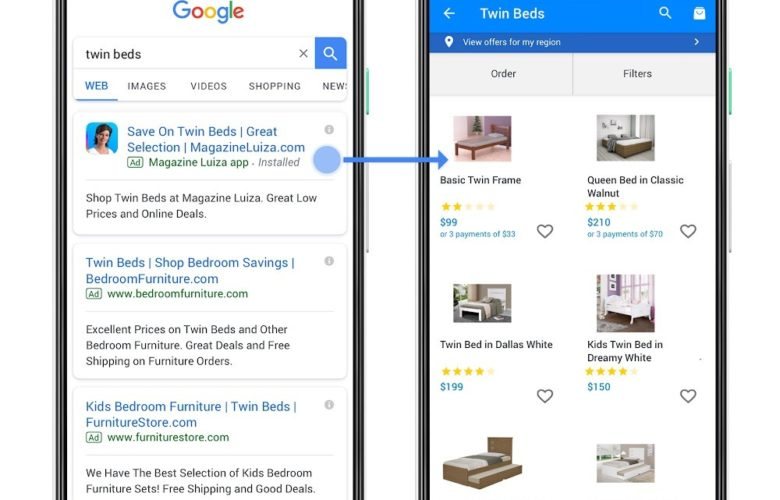 Google
twin beds
WEB IMAGES VIDEOS SHOPPING NEWS
Save On Twin Beds | Great
Selection | MagazineLuiza.com
Ad Magazine Luiza app - Installed
Shop Twin Beds at Magazine Luiza. Great Low
Prices and Online Deals.
Twin Beds | Shop Bedroom Savings |
BedroomFurniture.com
Ad www.bedroomfurniture.com
Excellent Prices on Twin Beds and Other
Bedroom Furniture. Great Deals and Free
Shipping on Furniture Orders.
Kids Bedroom Furniture | Twin Beds |
FurnitureStore.com
Ad www.furniturestore.com
We Have The Best Selection of Kids Bedroom
Furniture Sets! Free Shipping and Good Deals.
Twin Beds
View offers for my region
Order Filters
Basic Twin Frame
$99
or 3 payments of $33
Queen Bed in Classic
Walnut
$210
or 3 payments of $70
Twin Bed in Dallas White
$199
Kids Twin Bed in
Dreamy White
$150